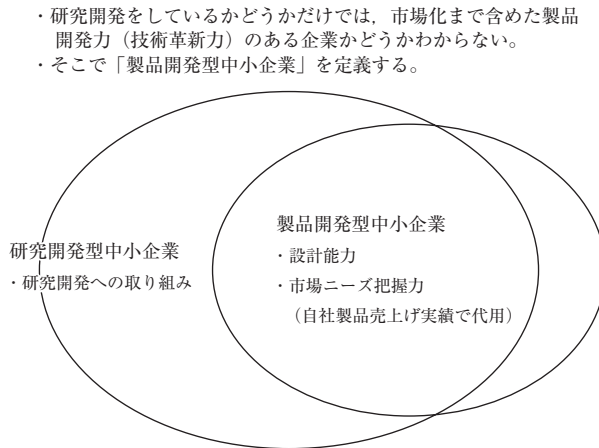 ・研究開発をしているかどうかだけでは，市場化まで含めた製品
開発力（技術革新力）のある企業かどうかわからない。
・そこで「製品開発型中小企業」を定義する。
製品開発型中小企業
・設計能力
・市場ニーズ把握力
（自社製品売上げ実績で代用）
研究開発型中小企業
・研究開発への取り組み